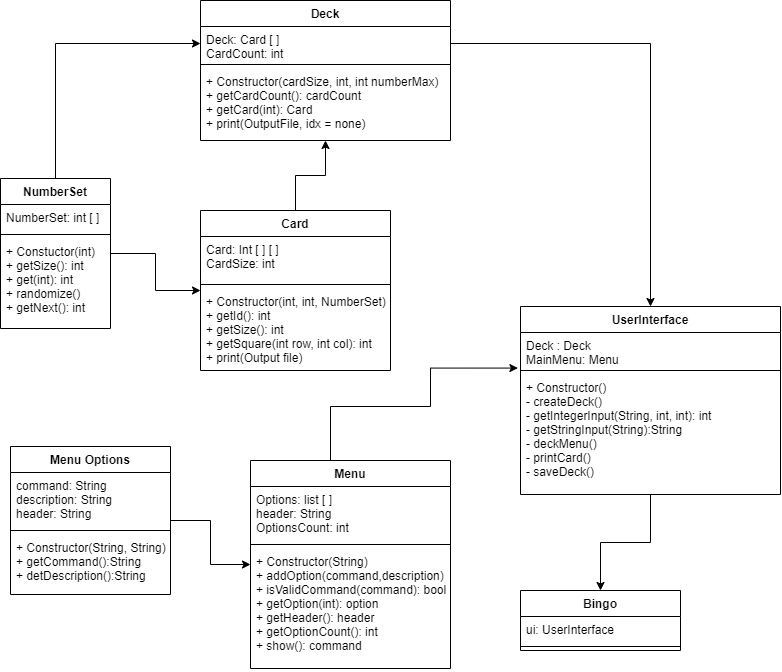 Deck
Deck: Card [ ]
CardCount: int
+ Constructor(cardSize, int, int numberMax)
+ getCardCount(): cardCount
+ getCard(int): Card
+ print(OutputFile, idx = none)
NumberSet
NumberSet: int [ ]
+ Constuctor(int)
+ getSize(): int
+ get(int): int
+ randomize()
+ getNext(): int
Card
Card: Int [ ] [ ]
CardSize: int
+ Constructor(int, int, NumberSet)
+ getId(): int
+ getSize(): int
+ getSquare(int row, int col): int
+ print(Output file)
UserInterface
Deck : Deck
MainMenu: Menu
+ Constructor()
- createDeck()
- getIntegerInput(String, int, int): int
- getStringInput(String):String
- deckMenu()
- printCard()
- saveDeck()
Menu Options
command: String
description: String
header: String
+ Constructor(String, String)
+ getCommand():String
+ detDescription():String
Menu
Options: list [ ]
header: String
OptionsCount: int
+ Constructor(String)
+ addOption(command,description)
+ isValidCommand(command): bool
+ getOption(int): option
+ getHeader(): header
+ getOptionCount(): int
+ show(): command
Bingo
ui: UserInterface